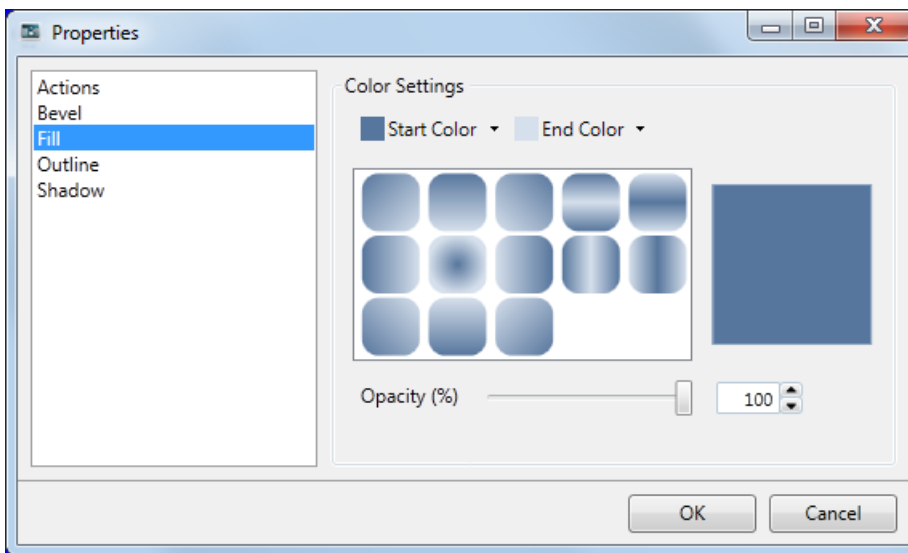 Properties
Actions
Bevel
Fill
Outline
Shadow
Color Settings
Start Color End Color
Opacity (%) 100
OK Cancel